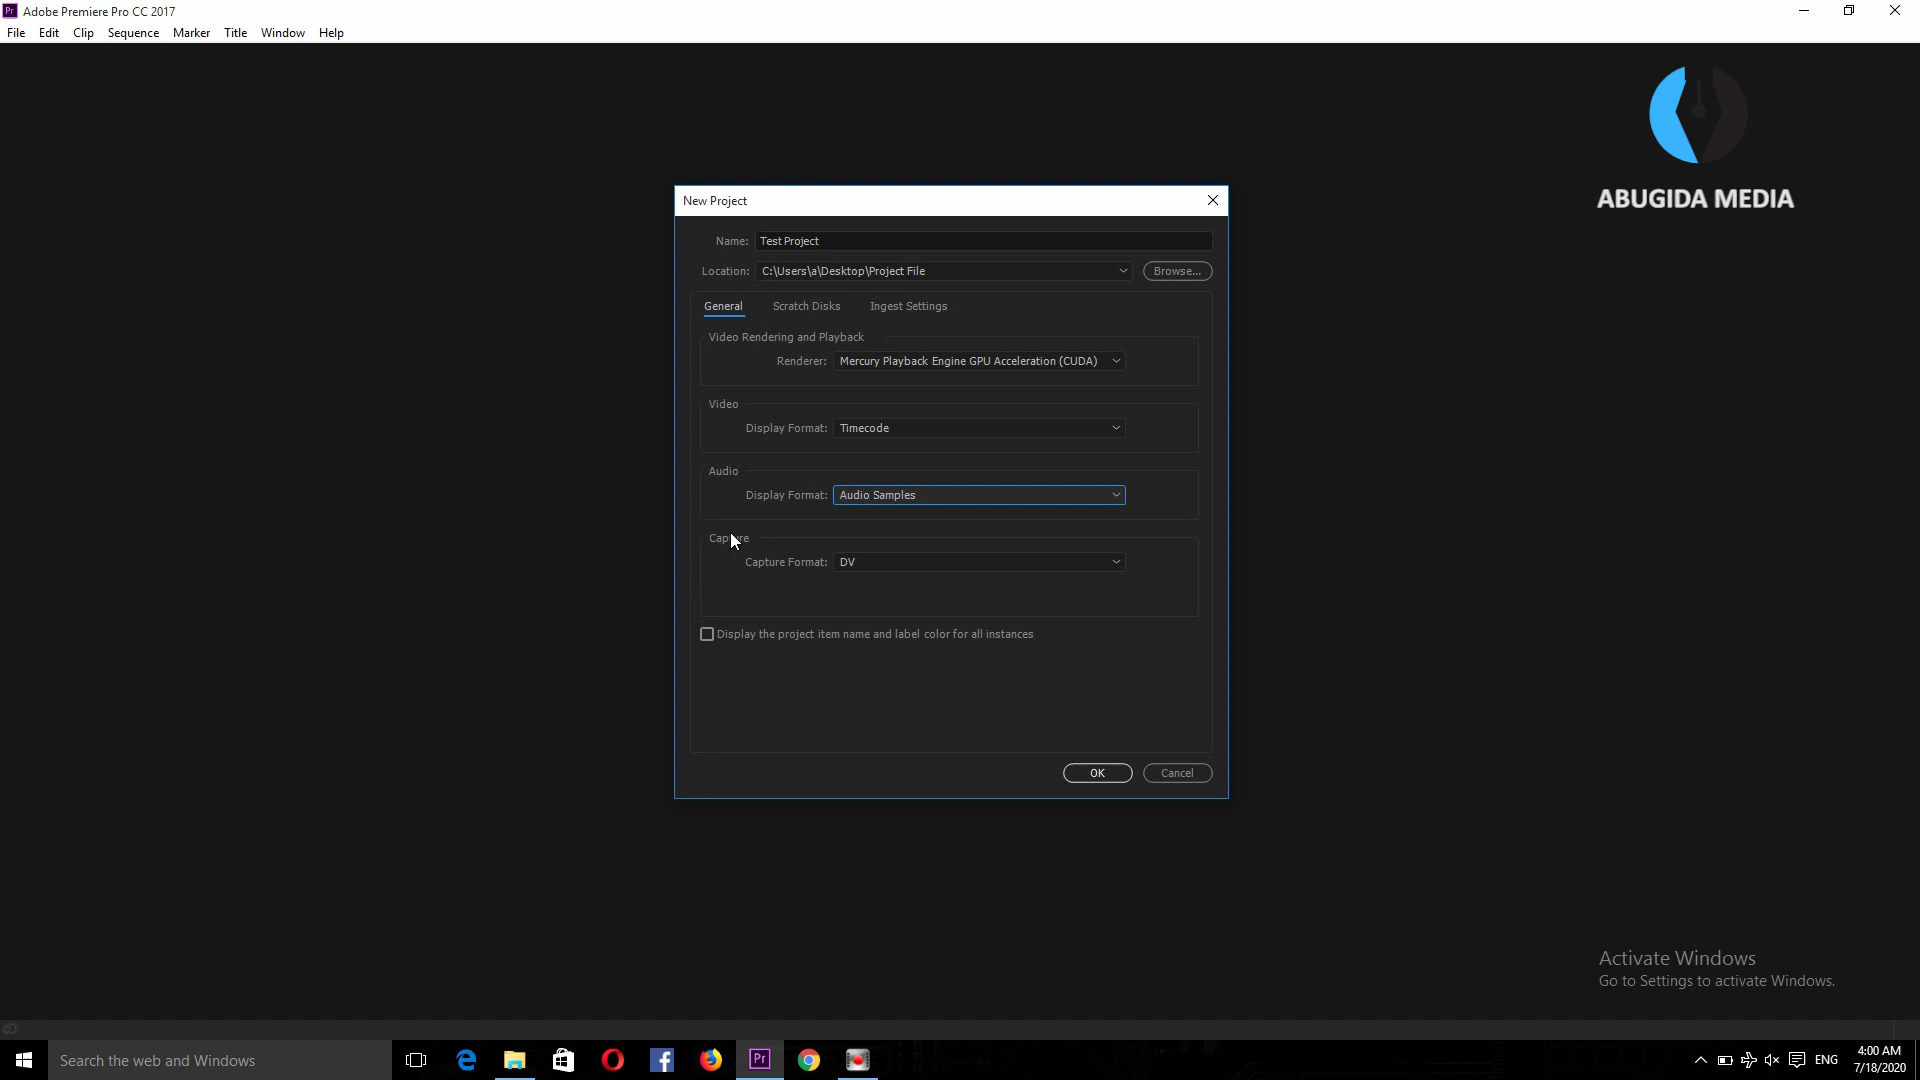 Pr Adobe Premiere Pro CC 2017
File Edit Clip Sequence Marker Title Window Help
ABUGIDA MEDIA
New Project
Name: Test Project
Location: C:\Users\a\Desktop\Project File Browse...
General Scratch Disks Ingest Settings
Video Rendering and Playback
Renderer: Mercury Playback Engine GPU Acceleration (CUDA)
Video
Display Format: Timecode
Audio
Display Format: Audio Samples
Capture
Capture Format: DV
Display the project item name and label color for all instances
OK Cancel
Activate Windows
Go to Settings to activate Windows.
Search the web and Windows
Pr
ENG
4:00 AM
7/18/2020